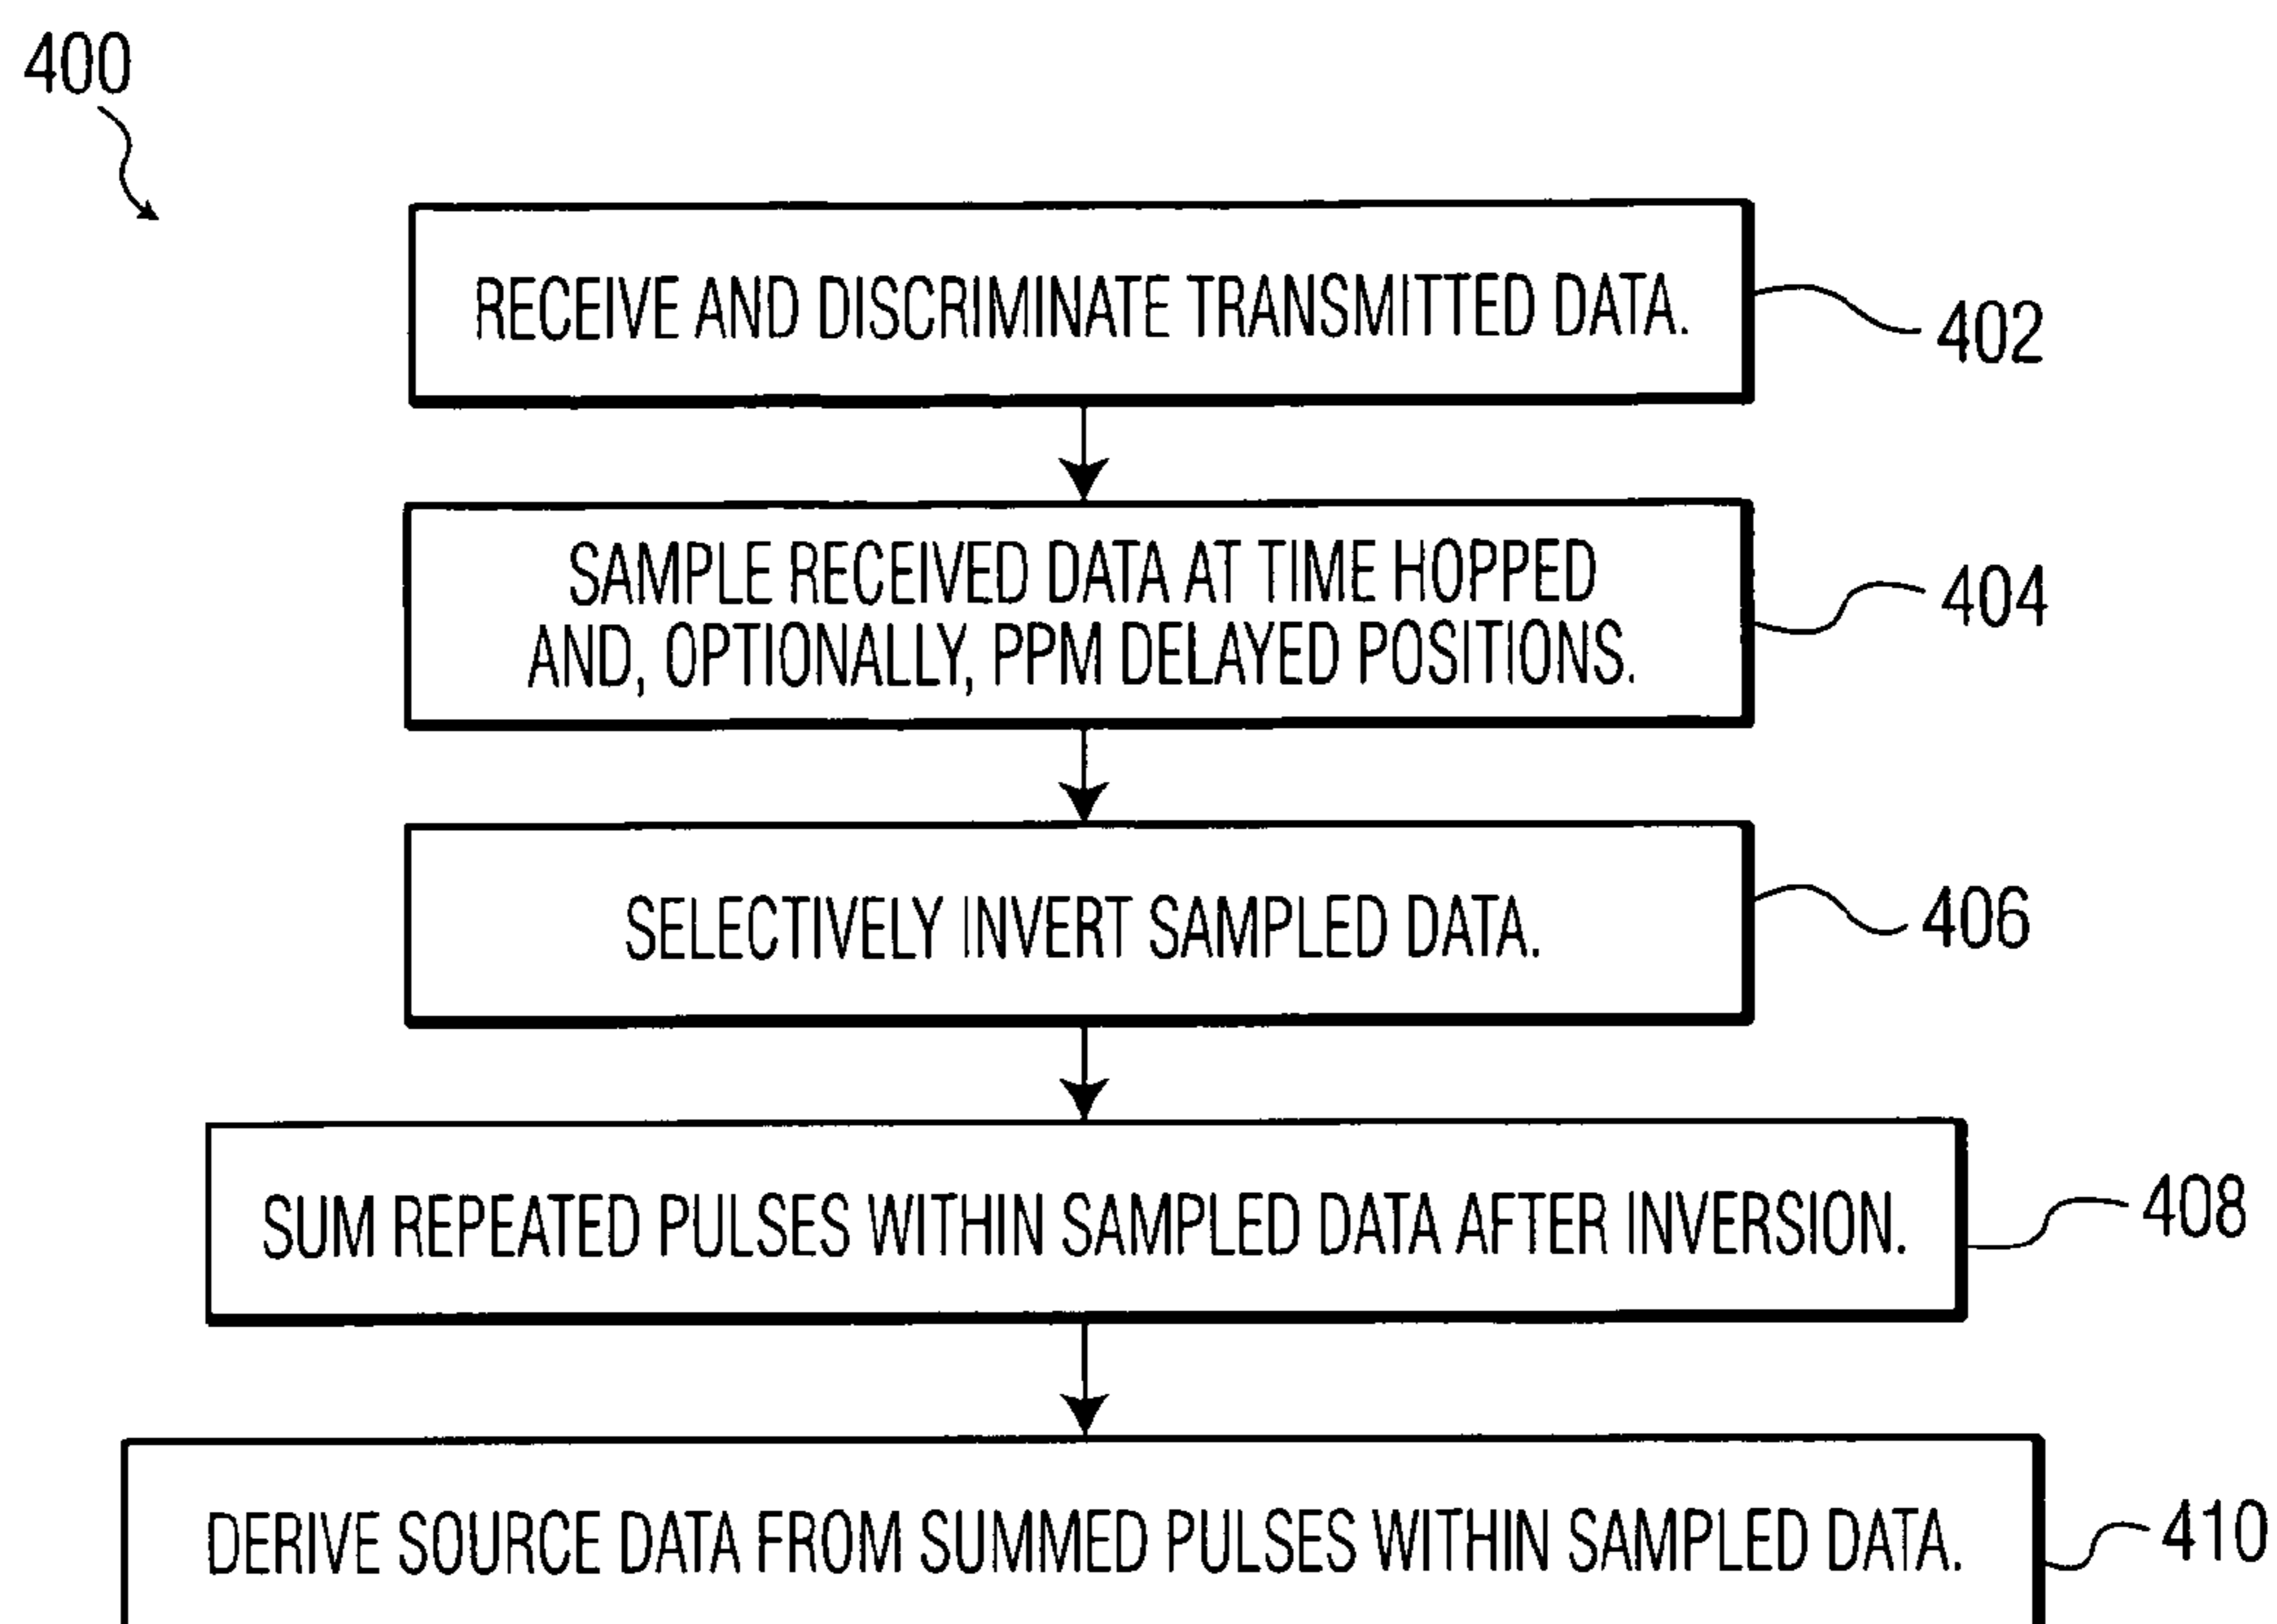 400
RECEIVE AND DISCRIMINATE TRANSMITTED DATA.
402
SAMPLE RECEIVED DATA AT TIME HOPPED
AND, OPTIONALLY, PPM DELAYED POSITIONS.
404
SELECTIVELY INVERT SAMPLED DATA.
406
SUM REPEATED PULSES WITHIN SAMPLED DATA AFTER INVERSION.
408
DERIVE SOURCE DATA FROM SUMMED PULSES WITHIN SAMPLED DATA.
410